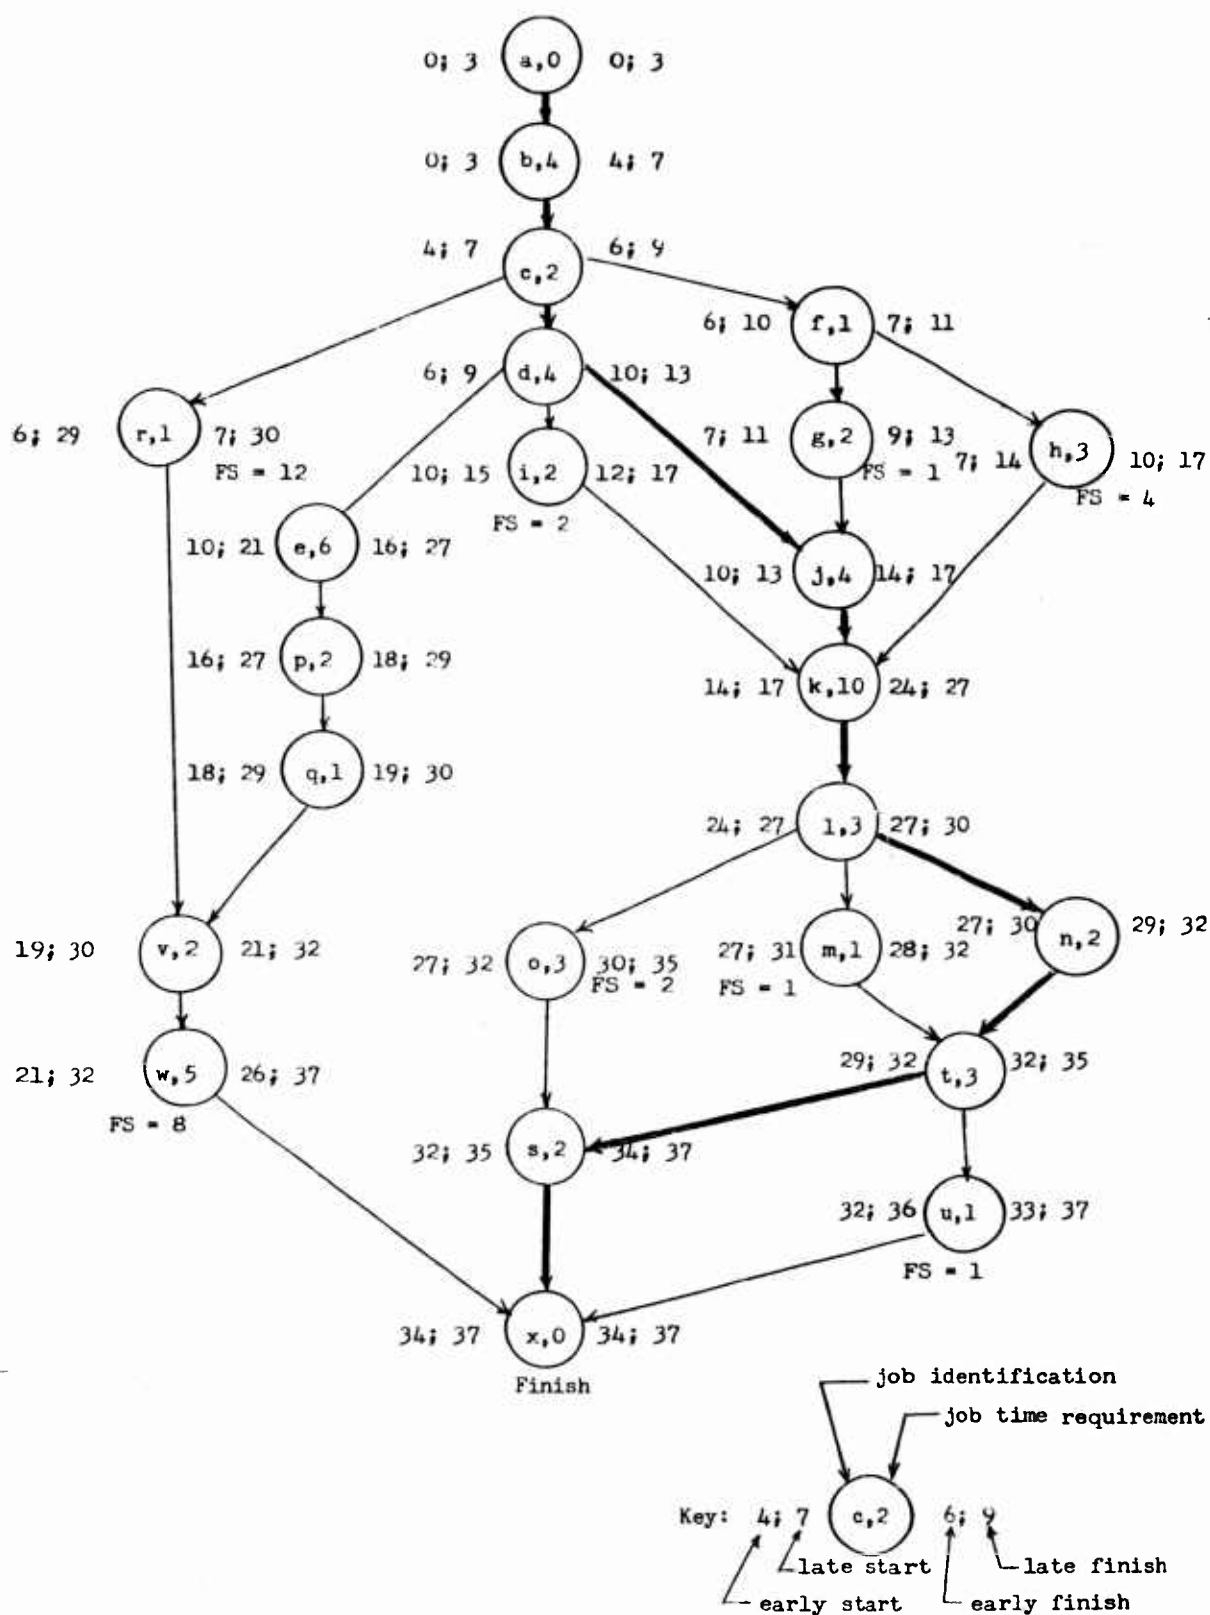 0; 3 a,0 0; 3
0; 3 b,4 4; 7
4; 7 c,2 6; 9
6; 10 f,1 7; 11
6; 9 d,4 10; 13
6; 29 r,1 7; 30
FS = 12
7; 11 g,2 9; 13
FS = 1
7; 14 h,3 10; 17
FS = 4
10; 15 i,2 12; 17
FS = 2
10; 21 e,6 16; 27
10; 13 j,4 14; 17
16; 27 p,2 18; 29
14; 17 k,10 24; 27
18; 29 q,1 19; 30
24; 27 l,3 27; 30
19; 30 v,2 21; 32
27; 32 o,3 30; 35
FS = 2
27; 31 m,1 28; 32
FS = 1
27; 30 n,2 29; 32
21; 32 w,5 26; 37
FS = 8
29; 32 t,3 32; 35
32; 35 s,2 34; 37
32; 36 u,1 33; 37
FS = 1
34; 37 x,0 34; 37
Finish
job identification
job time requirement
Key: 4; 7 c,2 6; 9
late start late finish
early start early finish